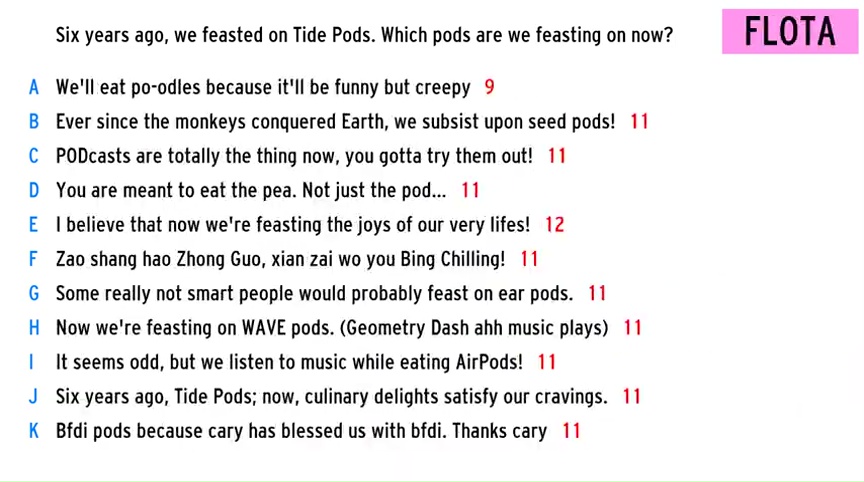 Six years ago, we feasted on Tide Pods. Which pods are we feasting on now?
FLOTA
A We'll eat po-odles because it'll be funny but creepy 9
B Ever since the monkeys conquered Earth, we subsist upon seed pods! 11
C PODcasts are totally the thing now, you gotta try them out! 11
D You are meant to eat the pea. Not just the pod... 11
E I believe that now we're feasting the joys of our very lifes! 12
F Zao shang hao Zhong Guo, xian zai wo you Bing Chilling! 11
G Some really not smart people would probably feast on ear pods. 11
H Now we're feasting on WAVE pods. (Geometry Dash ahh music plays) 11
I It seems odd, but we listen to music while eating AirPods! 11
J Six years ago, Tide Pods; now, culinary delights satisfy our cravings. 11
K Bfdi pods because cary has blessed us with bfdi. Thanks cary 11